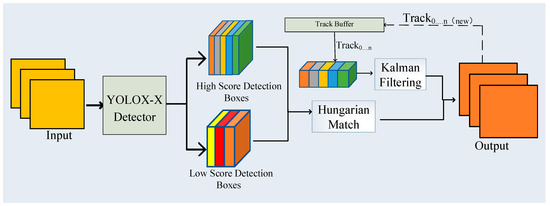 Track Buffer
Track0...n (new)
Track0...n
High Score Detection
Boxes
Kalman
Filtering
YOLOX-X
Detector
Input
Hungarian
Match
Output
Low Score Detection
Boxes